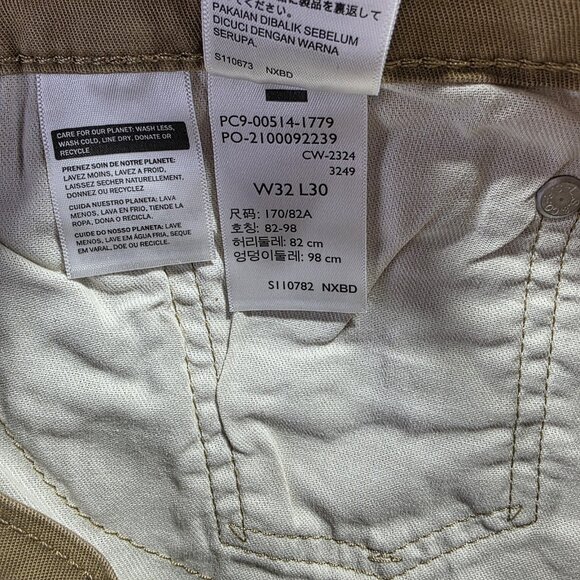 てください。
PAKAIAN DIBALIK SEBELUM
DICUCI DENGAN WARNA
SERUPA.
S110673 NXBD
CARE FOR OUR PLANET: WASH LESS,
WASH COLD, LINE DRY, DONATE OR
RECYCLE
PRENEZ SOIN DE NOTRE PLANETE:
LAVEZ MOINS, LAVEZ A FROID,
LAISSEZ SECHER NATURELLEMENT.
DONNEZ OU RECYCLEZ
CUIDA NUESTRO PLANETA: LAVA
MENOS, LAVA EN FRIO, TIENDE LA
ROPA, DONA O RECICLA.
CUIDE DO NOSSO PLANETA: LAVE
MENOS, LAVE EM ÁGUA FRIA, SEQUE
EM VARAL, DOE OU RECICLE.
PC9-00514-1779
PO-2100092239
CW-2324
3249
W32 L30
尺码: 170/82A
호칭: 82-98
허리둘레: 82 cm
엉덩이둘레: 98 cm
S110782 NXBD